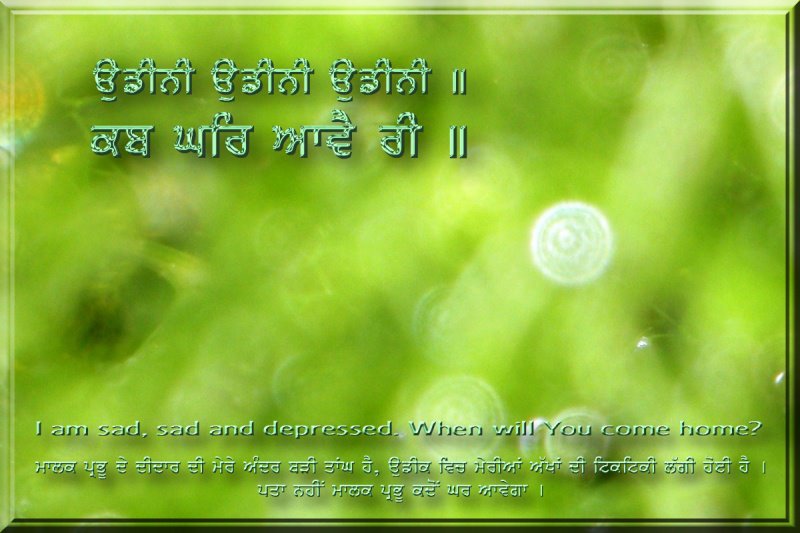 ਉਡੀਨੀ ਉਡੀਨੀ ਉਡੀਨੀ ॥
ਕਬ ਘਰਿ ਆਵੈ ਰੀ ॥
I am sad, sad and depressed. When will You come home?
ਮਾਲਕ ਪ੍ਰਭੂ ਦੇ ਦੀਦਾਰ ਦੀ ਮੇਰੇ ਅੰਦਰ ਬੜੀ ਤਾਂਘ ਹੈ, ਉਡੀਕ ਵਿਚ ਮੇਰੀਆਂ ਅੱਖਾਂ ਦੀ ਟਿਕਟਿਕੀ ਲੱਗੀ ਹੋਈ ਹੈ ।
ਪਤਾ ਨਹੀਂ ਮਾਲਕ ਪ੍ਰਭੂ ਕਦੋਂ ਘਰ ਆਵੇਗਾ ।